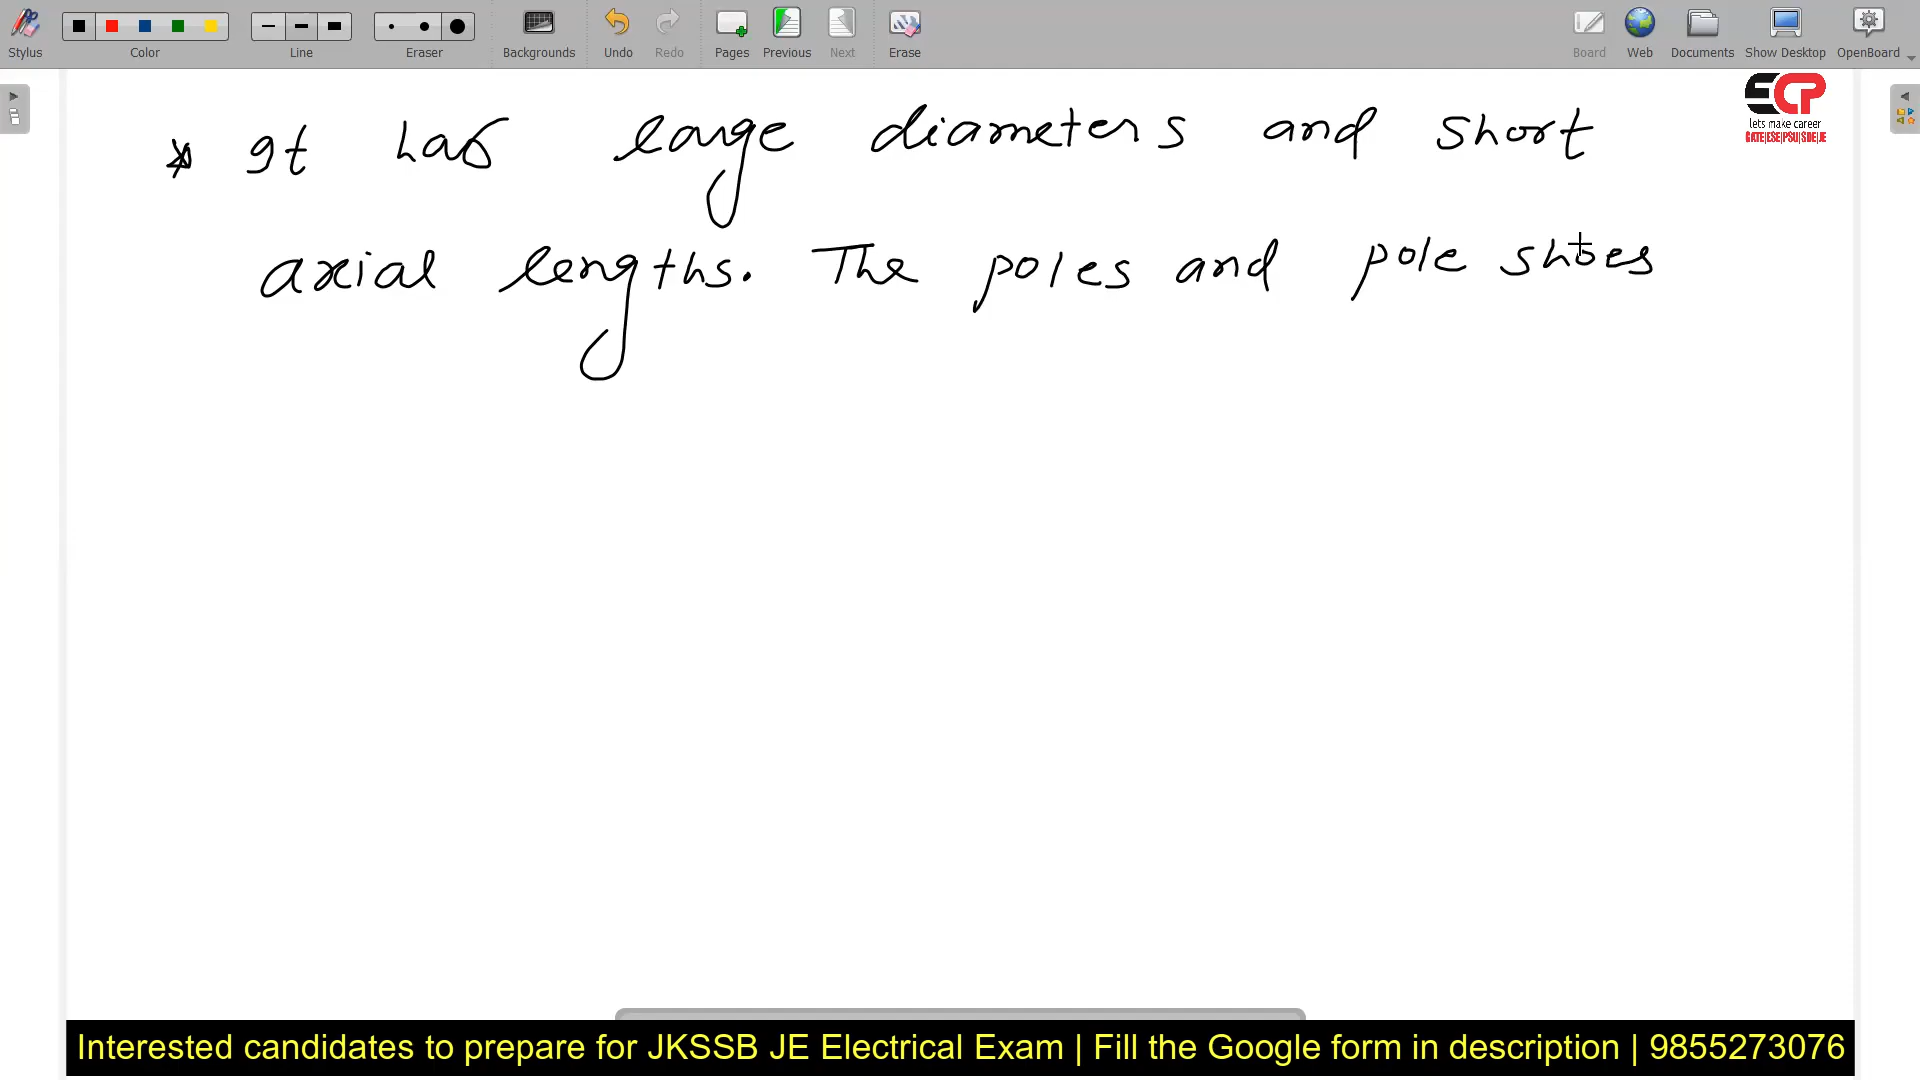 Stylus Color Line Eraser Backgrounds Undo Redo Pages Previous Next Erase Board Web Documents Show Desktop OpenBoard
ECP
lets make career
GATE|ESE|PSU|SDE|JE
* It has large diameters and short
axial lengths. The poles and pole shoes
Interested candidates to prepare for JKSSB JE Electrical Exam | Fill the Google form in description | 9855273076